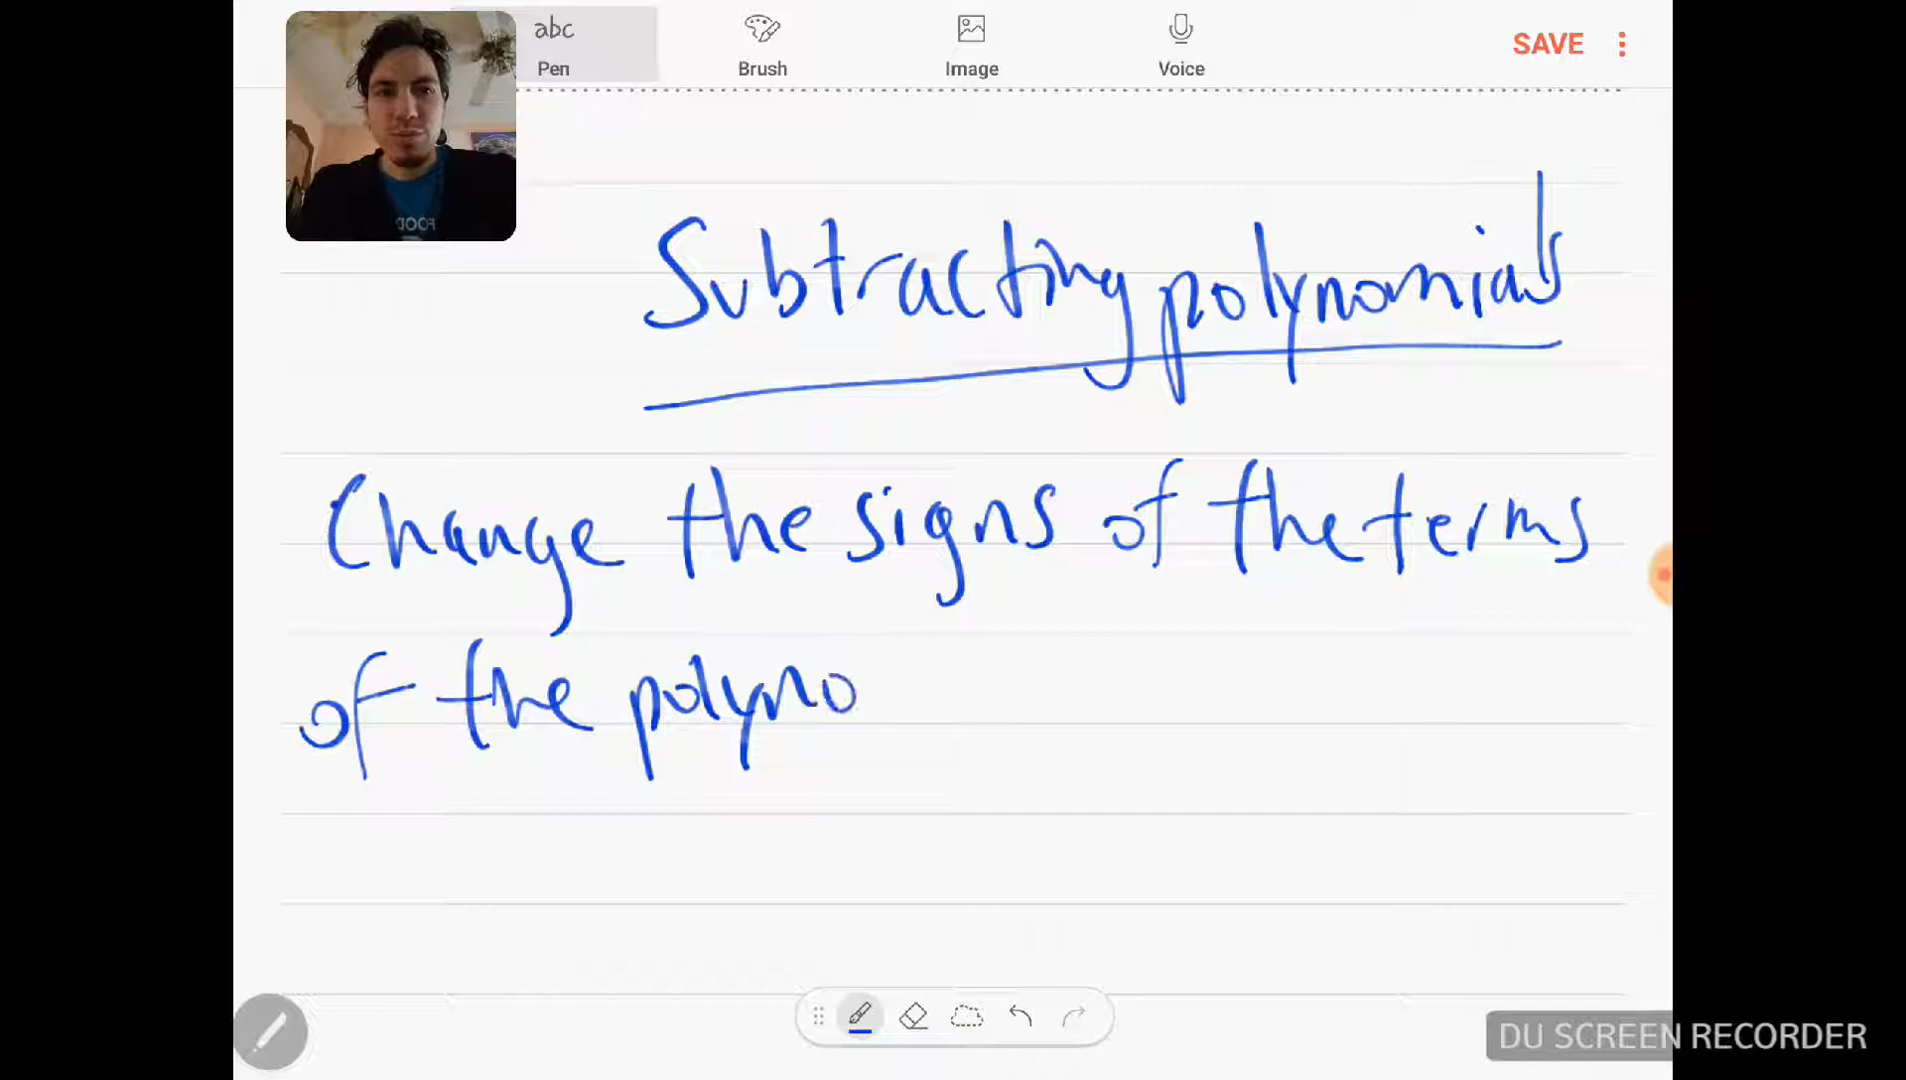 abc
Pen
Brush
Image
Voice
SAVE
FOOD
Subtracting polynomials
Change the signs of the terms
of the polyno
DU SCREEN RECORDER